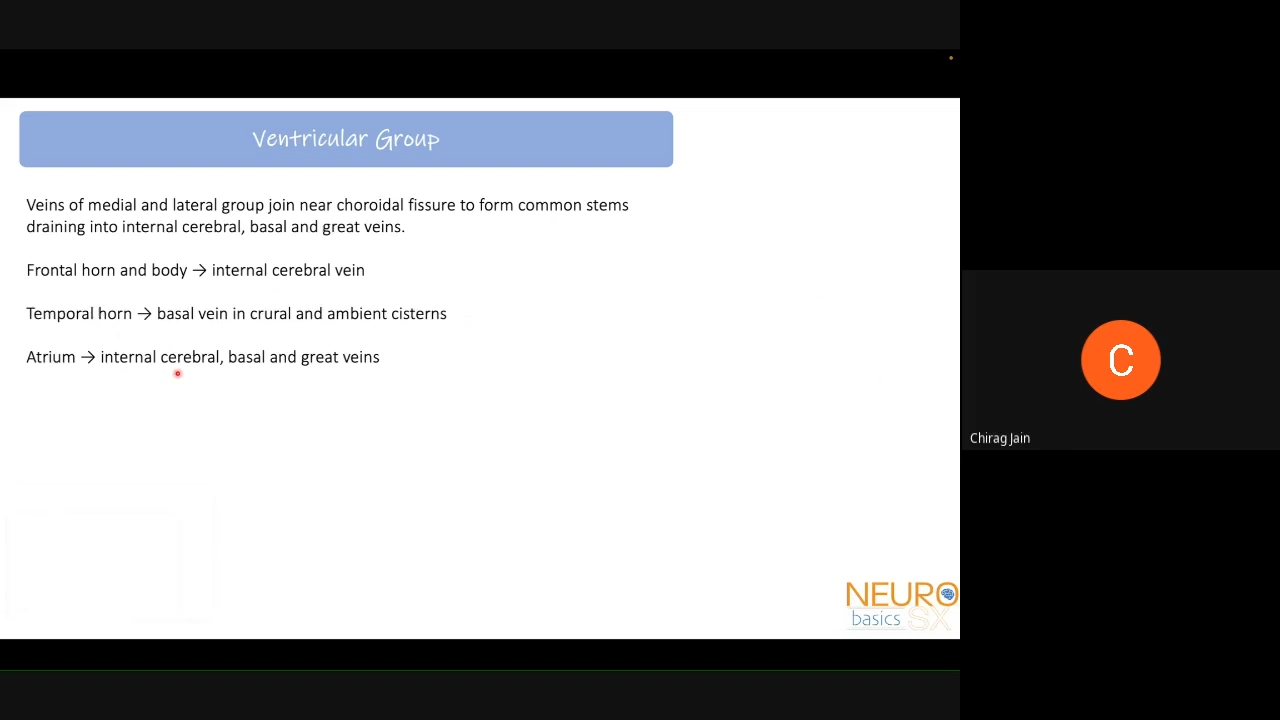 Ventricular Group
Veins of medial and lateral group join near choroidal fissure to form common stems
draining into internal cerebral, basal and great veins.
Frontal horn and body → internal cerebral vein
Temporal horn → basal vein in crural and ambient cisterns
Atrium → internal cerebral, basal and great veins
C
Chirag Jain
NEURO
basics SX